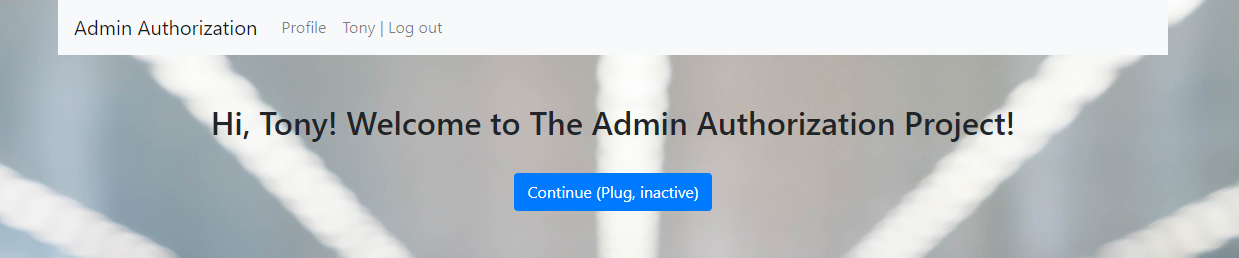 Admin Authorization Profile Tony | Log out
Hi, Tony! Welcome to The Admin Authorization Project!
Continue (Plug, inactive)